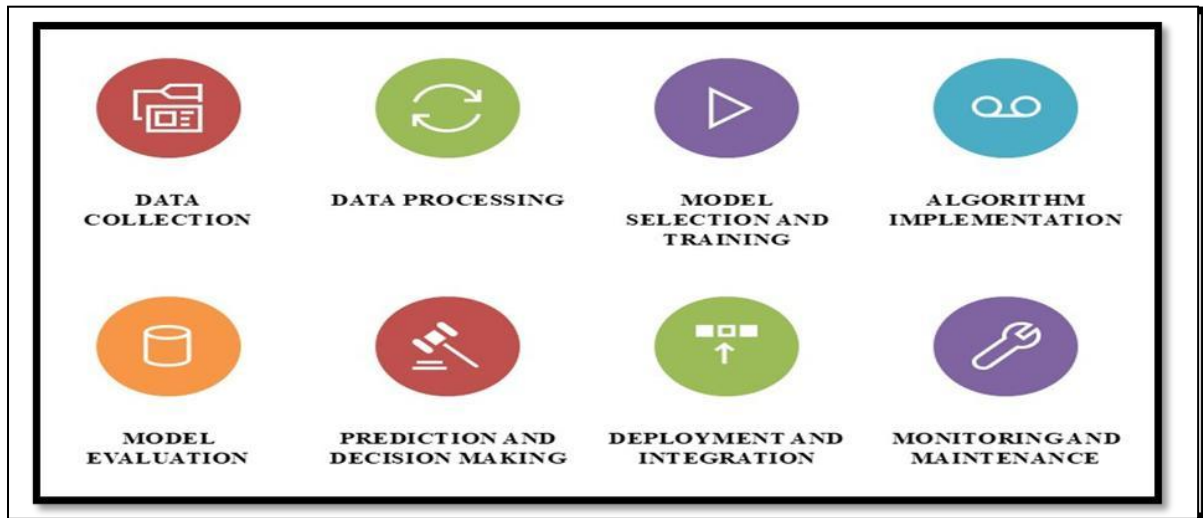 DATA
COLLECTION
DATA PROCESSING
MODEL
SELECTION AND
TRAINING
ALGORITHM
IMPLEMENTATION
MODEL
EVALUATION
PREDICTION AND
DECISION MAKING
DEPLOYMENT AND
INTEGRATION
MONITORING AND
MAINTENANCE